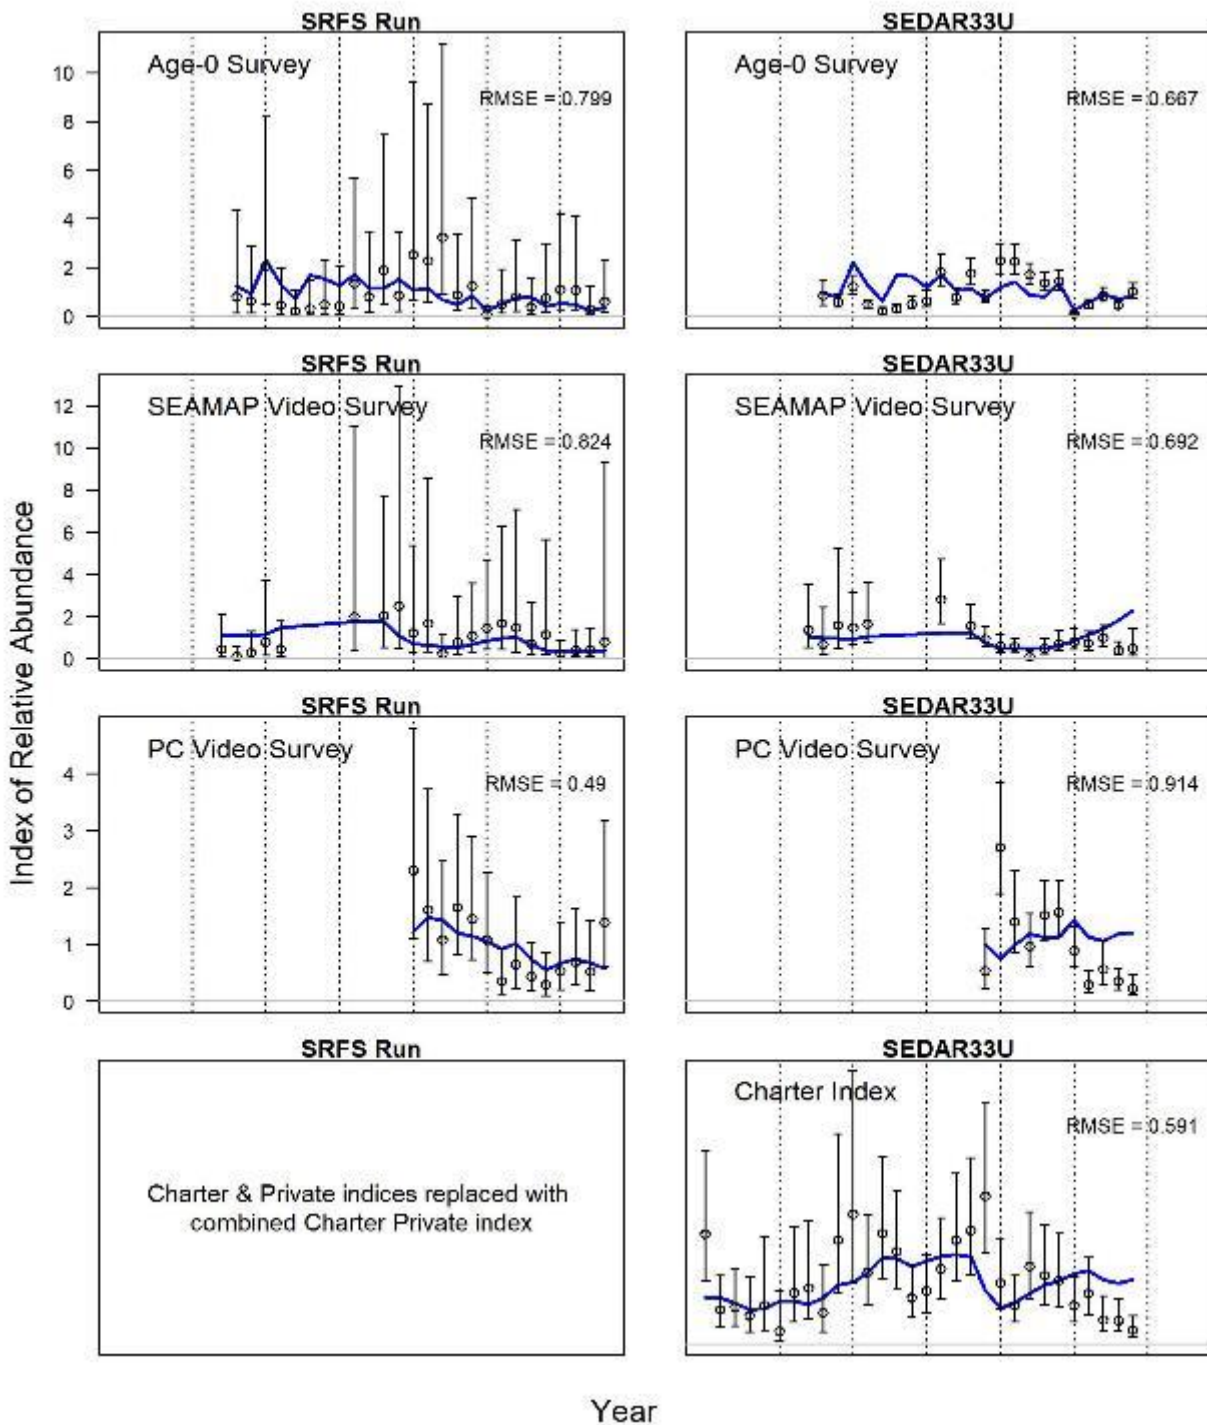 SRFS Run
SEDAR33U
Age-0 Survey
RMSE = 0.799
10
8
6
4
2
0
Age-0 Survey
RMSE = 0.667
SRFS Run
SEDAR33U
SEAMAP Video Survey
RMSE = 0.824
12
10
8
6
4
2
0
SEAMAP Video Survey
RMSE = 0.692
SRFS Run
SEDAR33U
PC Video Survey
RMSE = 0.49
4
3
2
1
0
PC Video Survey
RMSE = 0.914
SRFS Run
SEDAR33U
Charter & Private indices replaced with
combined Charter Private index
Charter Index
RMSE = 0.591
Index of Relative Abundance
Year